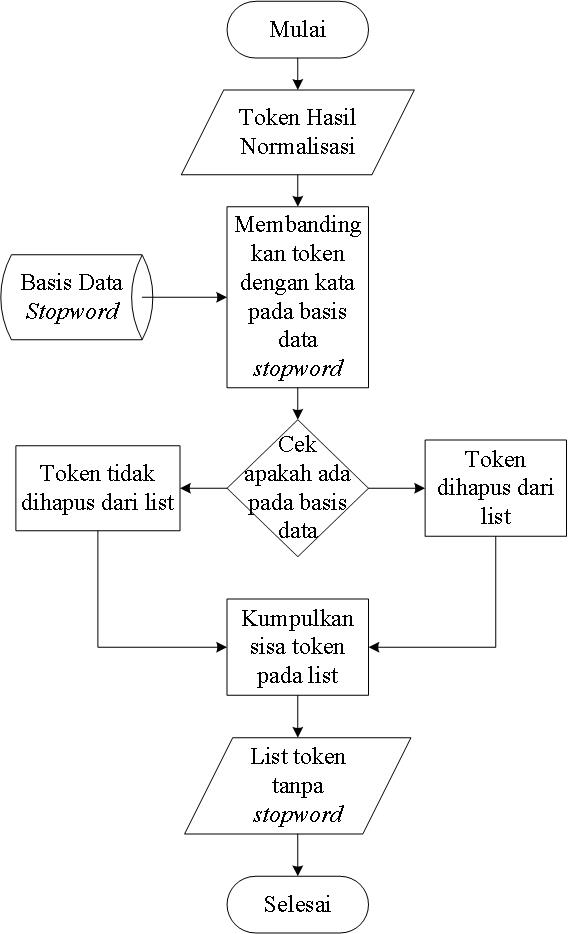 Mulai
Token Hasil
Normalisasi
Membanding
kan token
dengan kata
pada basis
data
stopword
Basis Data
Stopword
Cek
apakah ada
pada basis
data
Token tidak
dihapus dari list
Token
dihapus dari
list
Kumpulkan
sisa token
pada list
List token
tanpa
stopword
Selesai